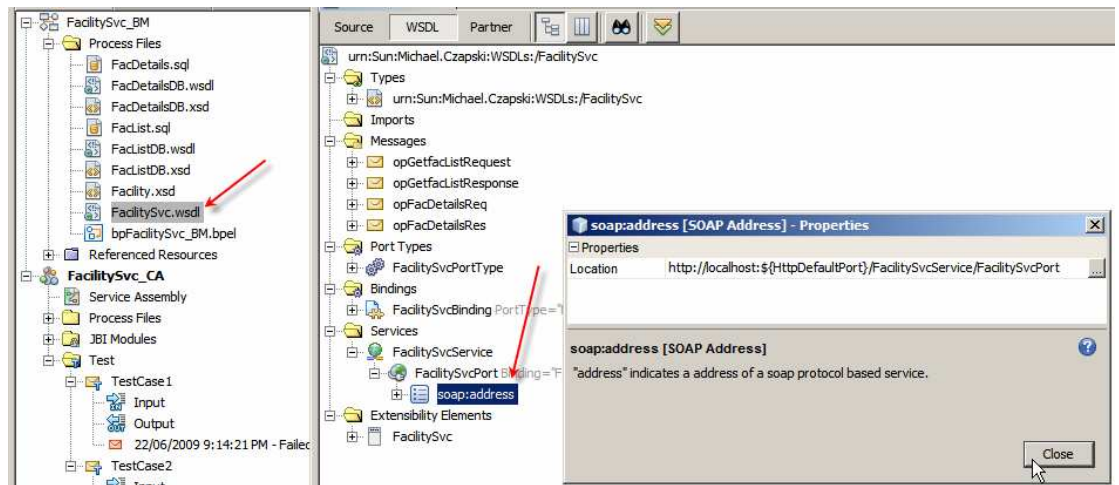 FacilitySvc_BM
Process Files
FacDetails.sql
FacDetailsDB.wsdl
FacDetailsDB.xsd
FacList.sql
FacListDB.wsdl
FacListDB.xsd
Facility.xsd
FacilitySvc.wsdl
bpFacilitySvc_BM.bpel
Referenced Resources
FacilitySvc_CA
Service Assembly
Process Files
JBI Modules
Test
TestCase1
Input
Output
22/06/2009 9:14:21 PM - Failed
TestCase2
Input
Source WSDL Partner
urn:Sun:Michael.Czapski:WSDLs:/FacilitySvc
Types
urn:Sun:Michael.Czapski:WSDLs:/FacilitySvc
Imports
Messages
opGetfacListRequest
opGetfacListResponse
opFacDetailsReq
opFacDetailsRes
Port Types
FacilitySvcPortType
Bindings
FacilitySvcBinding PortType="
Services
FacilitySvcService
FacilitySvcPort Binding="F
soap:address
Extensibility Elements
FacilitySvc
soap:address [SOAP Address] - Properties
Properties
Location http://localhost:${HttpDefaultPort}/FacilitySvcService/FacilitySvcPort ...
soap:address [SOAP Address]
"address" indicates a address of a soap protocol based service.
Close